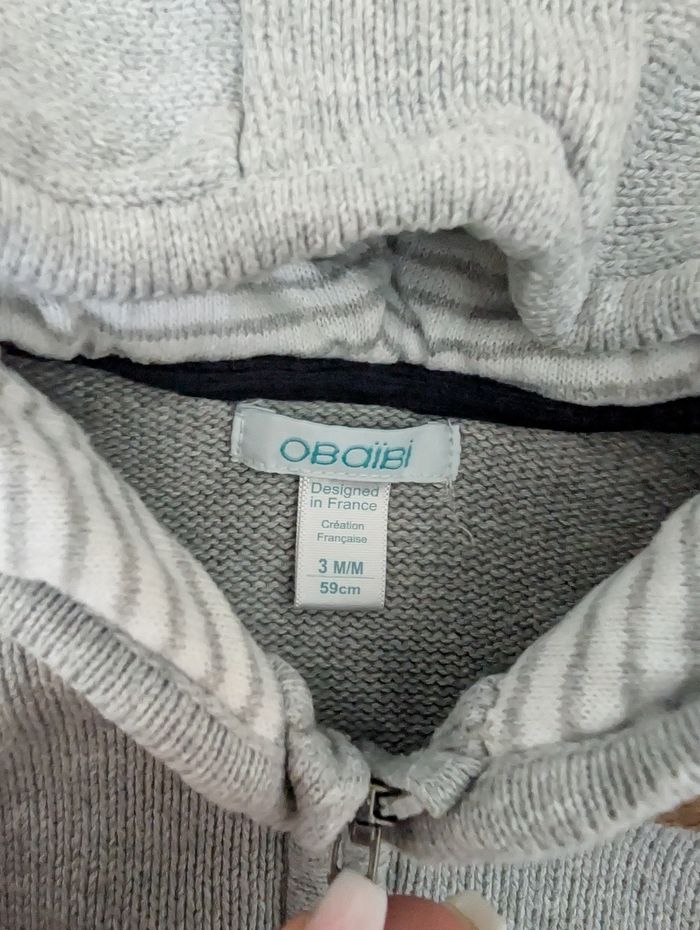 OBaïBi
Designed
in France
Création
Française
3 M/M
59cm